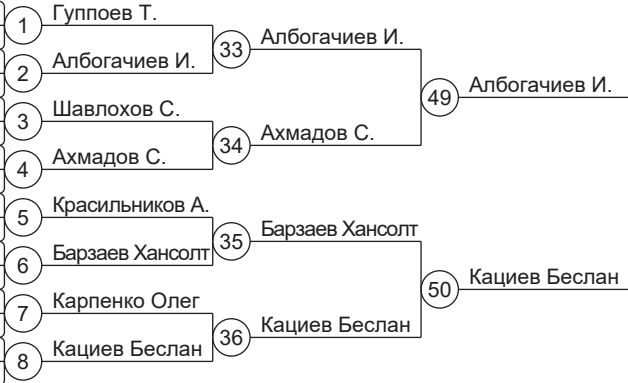 1
Гуппоев Т.
33
Албогачиев И.
2
Албогачиев И.
49
Албогачиев И.
3
Шавлохов С.
34
Ахмадов С.
4
Ахмадов С.
5
Красильников А.
35
Барзаев Хансолт
6
Барзаев Хансолт
50
Кациев Беслан
7
Карпенко Олег
36
Кациев Беслан
8
Кациев Беслан